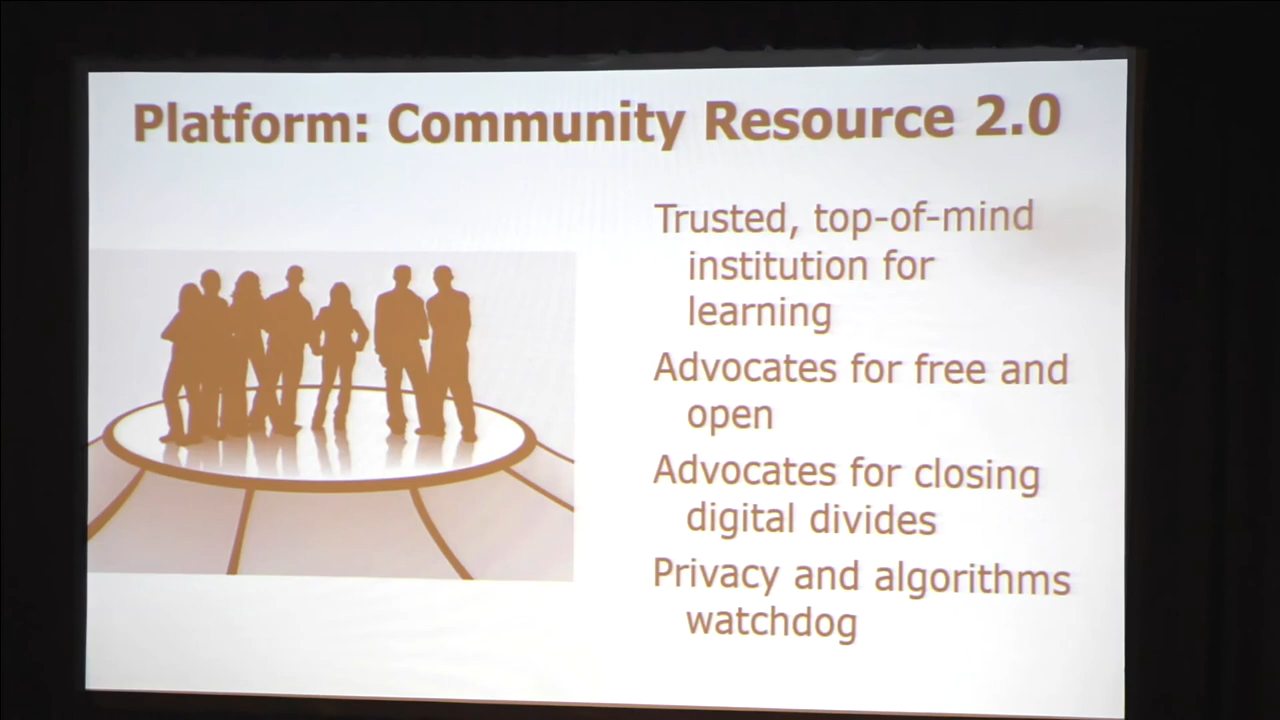 Platform: Community Resource 2.0
Trusted, top-of-mind
institution for
learning
Advocates for free and
open
Advocates for closing
digital divides
Privacy and algorithms
watchdog